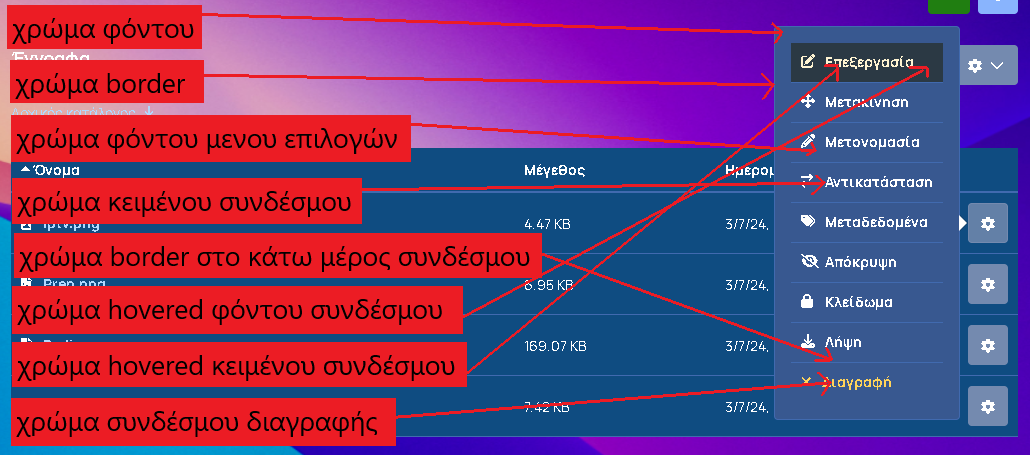 χρώμα φόντου
Έγγραφα
Επεξεργασία
χρώμα border
Μετακίνηση
Αρχικός κατάλογος
χρώμα φόντου μενου επιλογών
Μετονομασία
Όνομα Μέγεθος Ημερομ
Αντικατάσταση
χρώμα κειμένου συνδέσμου
iptv.png 4.47 KB 3/7/24,
Μεταδεδομένα
χρώμα border στο κάτω μέρος συνδέσμου
Απόκρυψη
6.95 KB 3/7/24,
χρώμα hovered φόντου συνδέσμου
Κλείδωμα
169.07 KB 3/7/24,
Λήψη
χρώμα hovered κειμένου συνδέσμου
Διαγραφή
7.42 KB 3/7/24,
χρώμα συνδέσμου διαγραφής